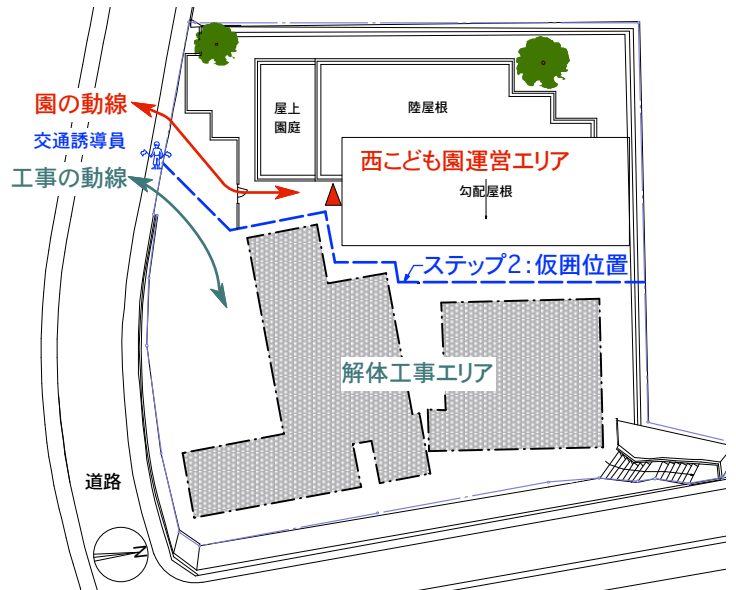 園の動線
交通誘導員
工事の動線
屋上
園庭
陸屋根
西こども園運営エリア
勾配屋根
ステップ2:仮囲位置
解体工事エリア
道路
N